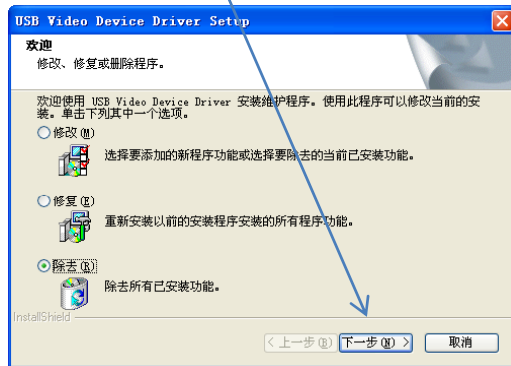 USB Video Device Driver Setup
欢迎
修改、修复或删除程序。
欢迎使用 USB Video Device Driver 安装维护程序。使用此程序可以修改当前的安
装。单击下列其中一个选项。
修改(M)
选择要添加的新程序功能或选择要除去的当前已安装功能。
修复(E)
重新安装以前的安装程序安装的所有程序功能。
除去(R)
除去所有已安装功能。
InstallShield
< 上一步(B) 下一步(N) > 取消